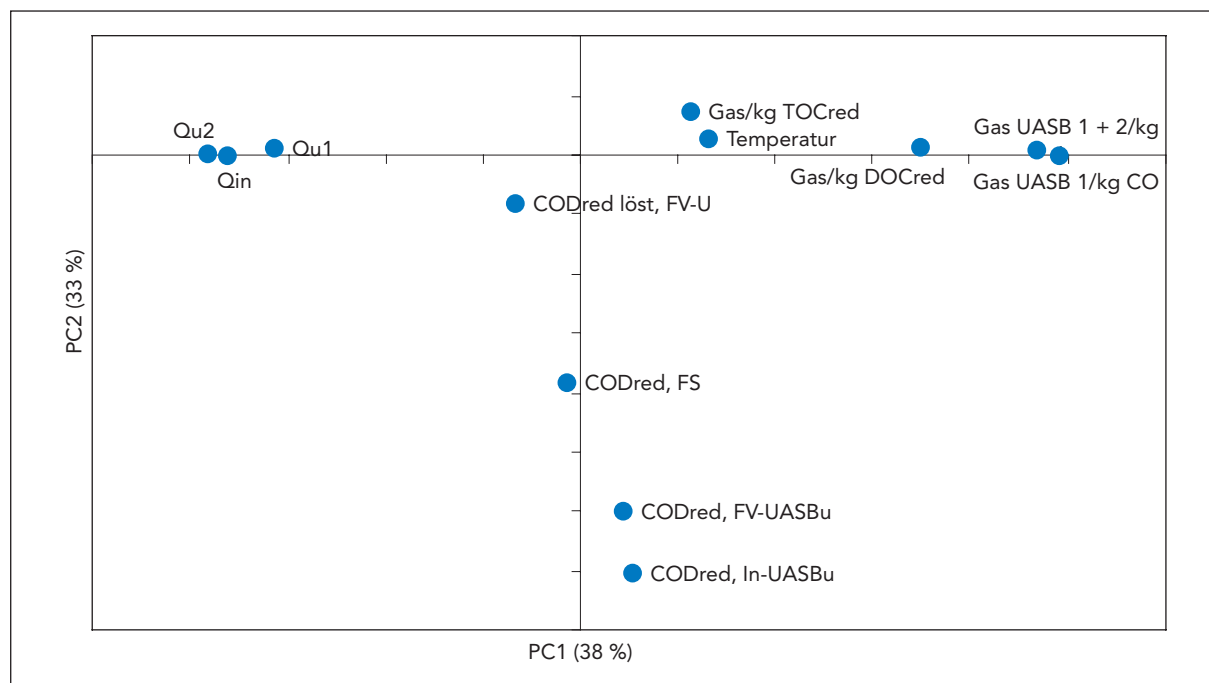 Gas/kg TOCred
Qu2
Gas UASB 1 + 2/kg
Temperatur
Qu1
Qin
Gas/kg DOCred
Gas UASB 1/kg CO
CODred löst, FV-U
PC2 (33 %)
CODred, FS
CODred, FV-UASBu
CODred, In-UASBu
PC1 (38 %)